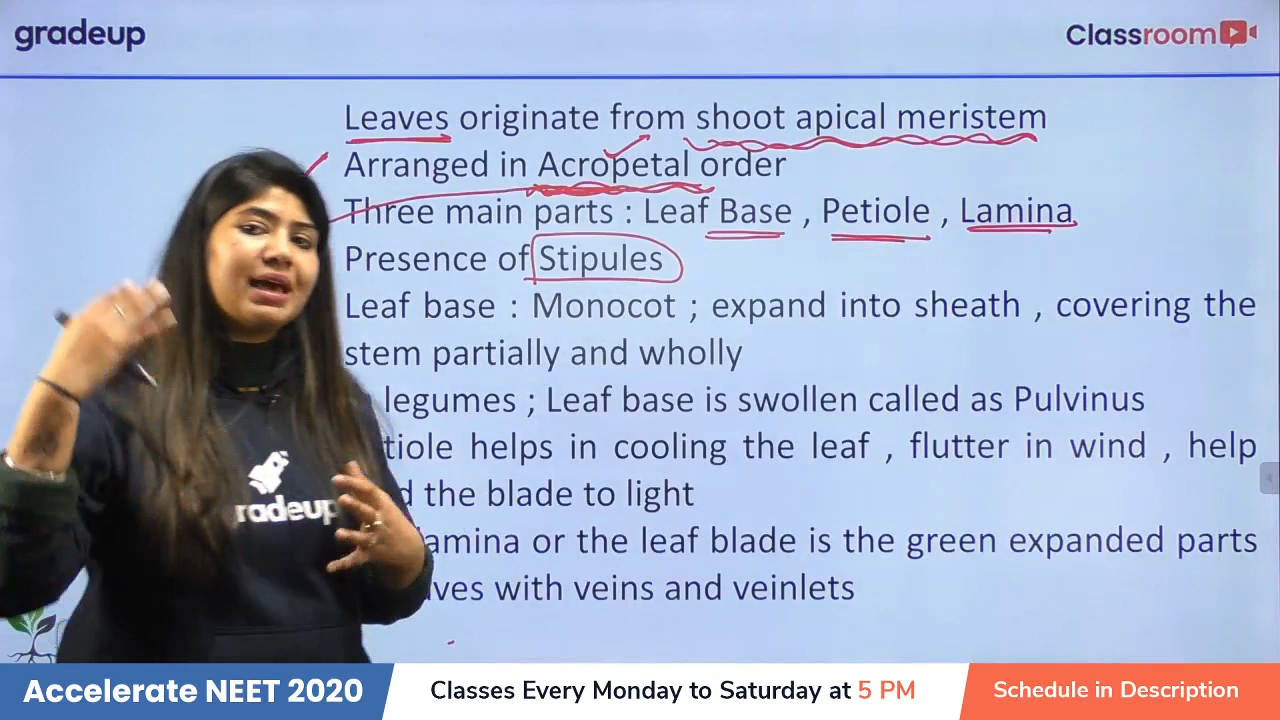 gradeup
Classroom
Leaves originate from shoot apical meristem
Arranged in Acropetal order
Three main parts : Leaf Base , Petiole , Lamina
Presence of Stipules
Leaf base : Monocot ; expand into sheath , covering the
stem partially and wholly
legumes ; Leaf base is swollen called as Pulvinus
helps in cooling the leaf , flutter in wind , help
the blade to light
or the leaf blade is the green expanded parts
with veins and veinlets
gradeup
Accelerate NEET 2020
Classes Every Monday to Saturday at 5 PM
Schedule in Description